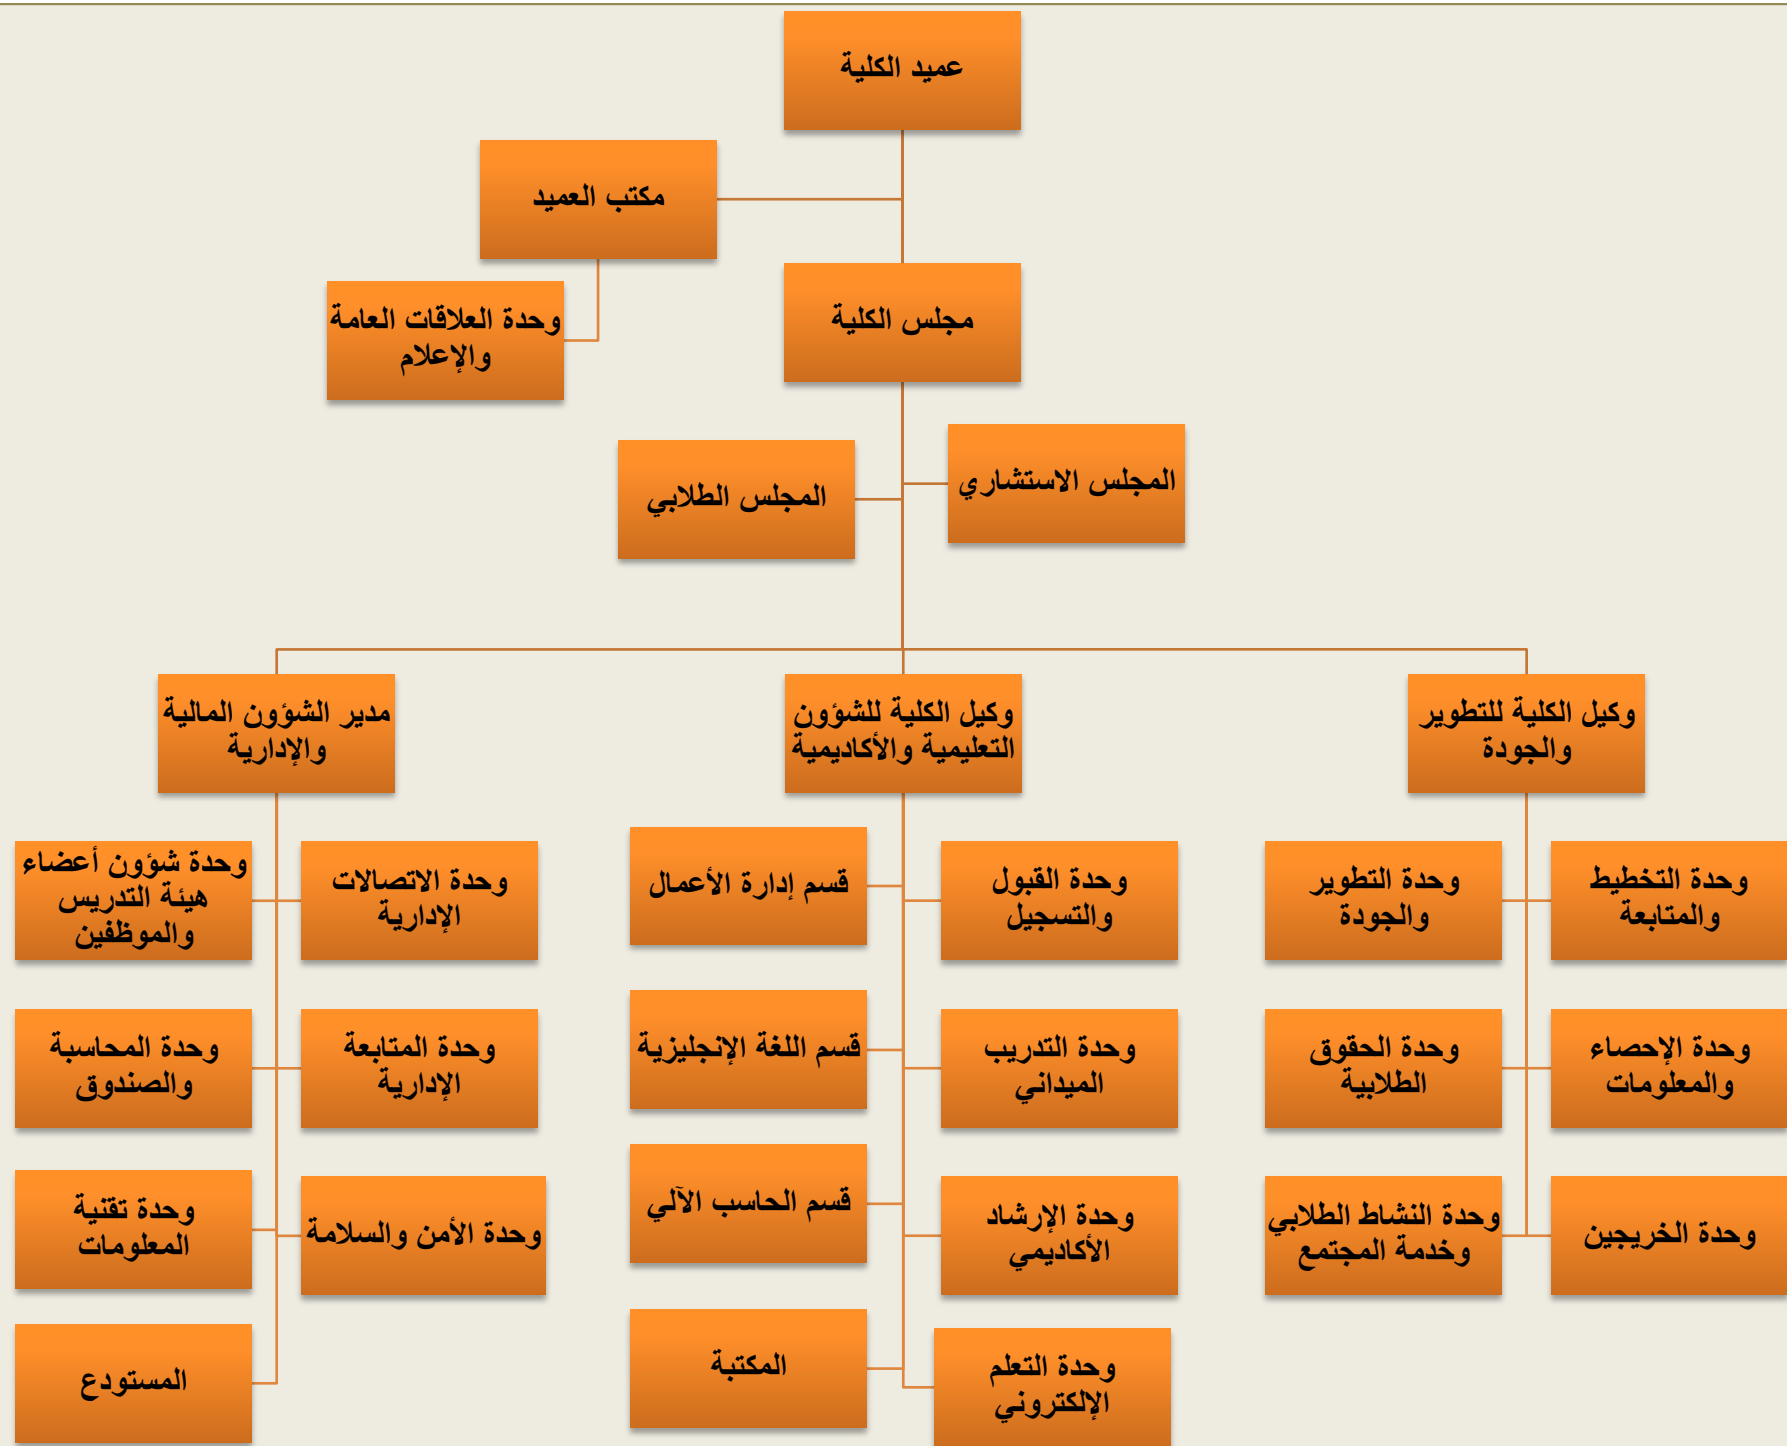 عميد الكلية
مكتب العميد
وحدة العلاقات العامة
والإعلام
مجلس الكلية
المجلس الاستشاري
المجلس الطلابي
وكيل الكلية للتطوير
والجودة
وكيل الكلية للشؤون
التعليمية والأكاديمية
مدير الشؤون المالية
والإدارية
وحدة التخطيط
والمتابعة
وحدة التطوير
والجودة
وحدة الإحصاء
والمعلومات
وحدة الحقوق
الطلابية
وحدة الخريجين
وحدة النشاط الطلابي
وخدمة المجتمع
وحدة القبول
والتسجيل
قسم إدارة الأعمال
وحدة التدريب
الميداني
قسم اللغة الإنجليزية
وحدة الإرشاد
الأكاديمي
قسم الحاسب الآلي
وحدة التعلم
الإلكتروني
المكتبة
وحدة الاتصالات
الإدارية
وحدة شؤون أعضاء
هيئة التدريس
والموظفين
وحدة المتابعة
الإدارية
وحدة المحاسبة
والصندوق
وحدة الأمن والسلامة
وحدة تقنية
المعلومات
المستودع